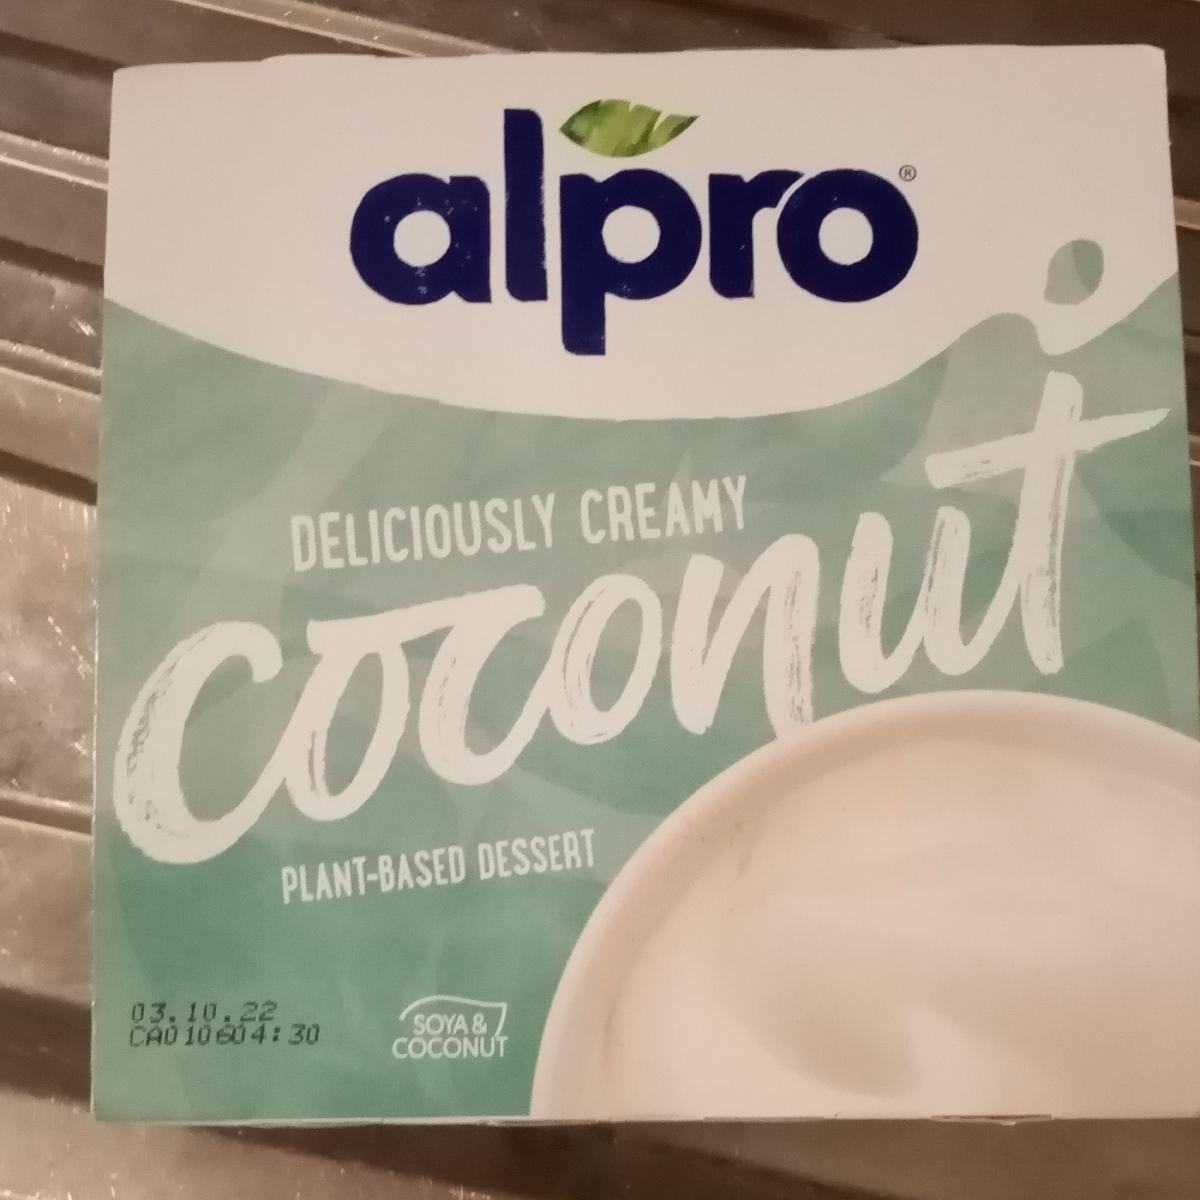 alpro®
DELICIOUSLY CREAMY
coconut
PLANT-BASED DESSERT
03.10.22
CA010604:30
SOYA &
COCONUT